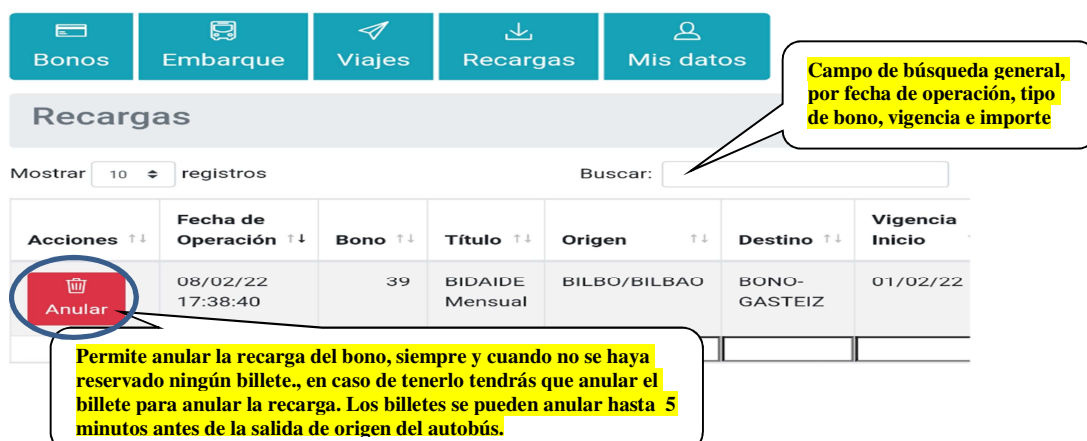 Bonos Embarque Viajes Recargas Mis datos
Campo de búsqueda general,
por fecha de operación, tipo
de bono, vigencia e importe
Recargas
Mostrar 10 registros Buscar:
Acciones Fecha de Operación Bono Título Origen Destino Vigencia Inicio
Anular 08/02/22 17:38:40 39 BIDAIDE Mensual BILBO/BILBAO BONO-GASTEIZ 01/02/22
Permite anular la recarga del bono, siempre y cuando no se haya
reservado ningún billete., en caso de tenerlo tendrás que anular el
billete para anular la recarga. Los billetes se pueden anular hasta 5
minutos antes de la salida de origen del autobús.